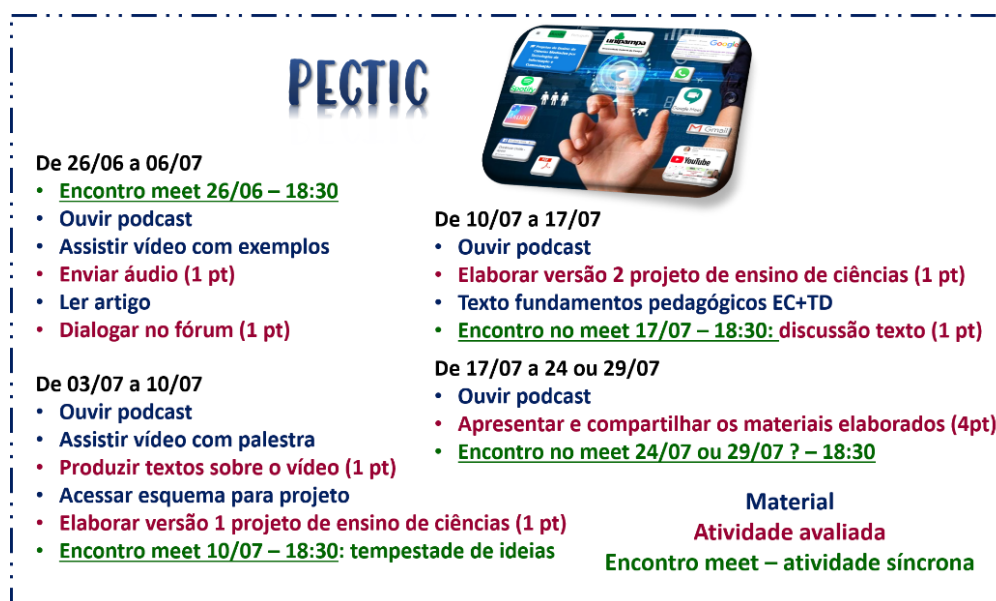 PECTIC
unipampa
Google
Spotify
Google Meet
Gmail
YouTube
PDF
De 26/06 a 06/07
• Encontro meet 26/06 – 18:30
• Ouvir podcast
• Assistir vídeo com exemplos
• Enviar áudio (1 pt)
• Ler artigo
• Dialogar no fórum (1 pt)
De 03/07 a 10/07
• Ouvir podcast
• Assistir vídeo com palestra
• Produzir textos sobre o vídeo (1 pt)
• Acessar esquema para projeto
• Elaborar versão 1 projeto de ensino de ciências (1 pt)
• Encontro meet 10/07 – 18:30: tempestade de ideias
De 10/07 a 17/07
• Ouvir podcast
• Elaborar versão 2 projeto de ensino de ciências (1 pt)
• Texto fundamentos pedagógicos EC+TD
• Encontro no meet 17/07 – 18:30: discussão texto (1 pt)
De 17/07 a 24 ou 29/07
• Ouvir podcast
• Apresentar e compartilhar os materiais elaborados (4pt)
• Encontro no meet 24/07 ou 29/07 ? – 18:30
Material
Atividade avaliada
Encontro meet – atividade síncrona